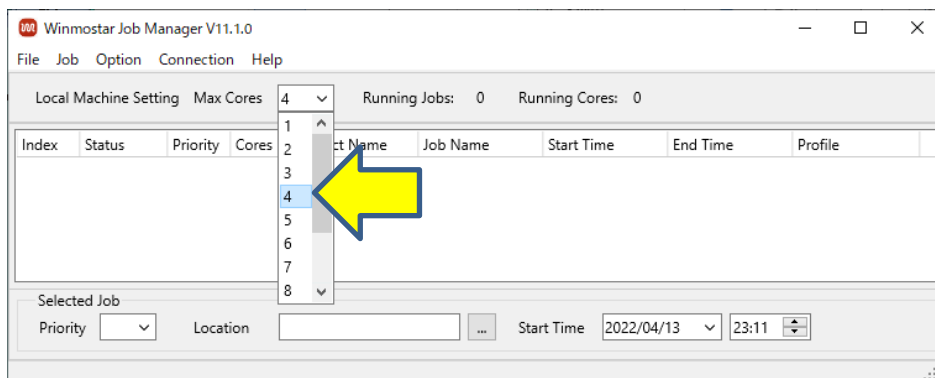 Winmostar Job Manager V11.1.0
File Job Option Connection Help
Local Machine Setting Max Cores 4 Running Jobs: 0 Running Cores: 0
Index Status Priority Cores ct Name Job Name Start Time End Time Profile
1
2
3
4
5
6
7
8
Selected Job
Priority Location ... Start Time 2022/04/13 23:11